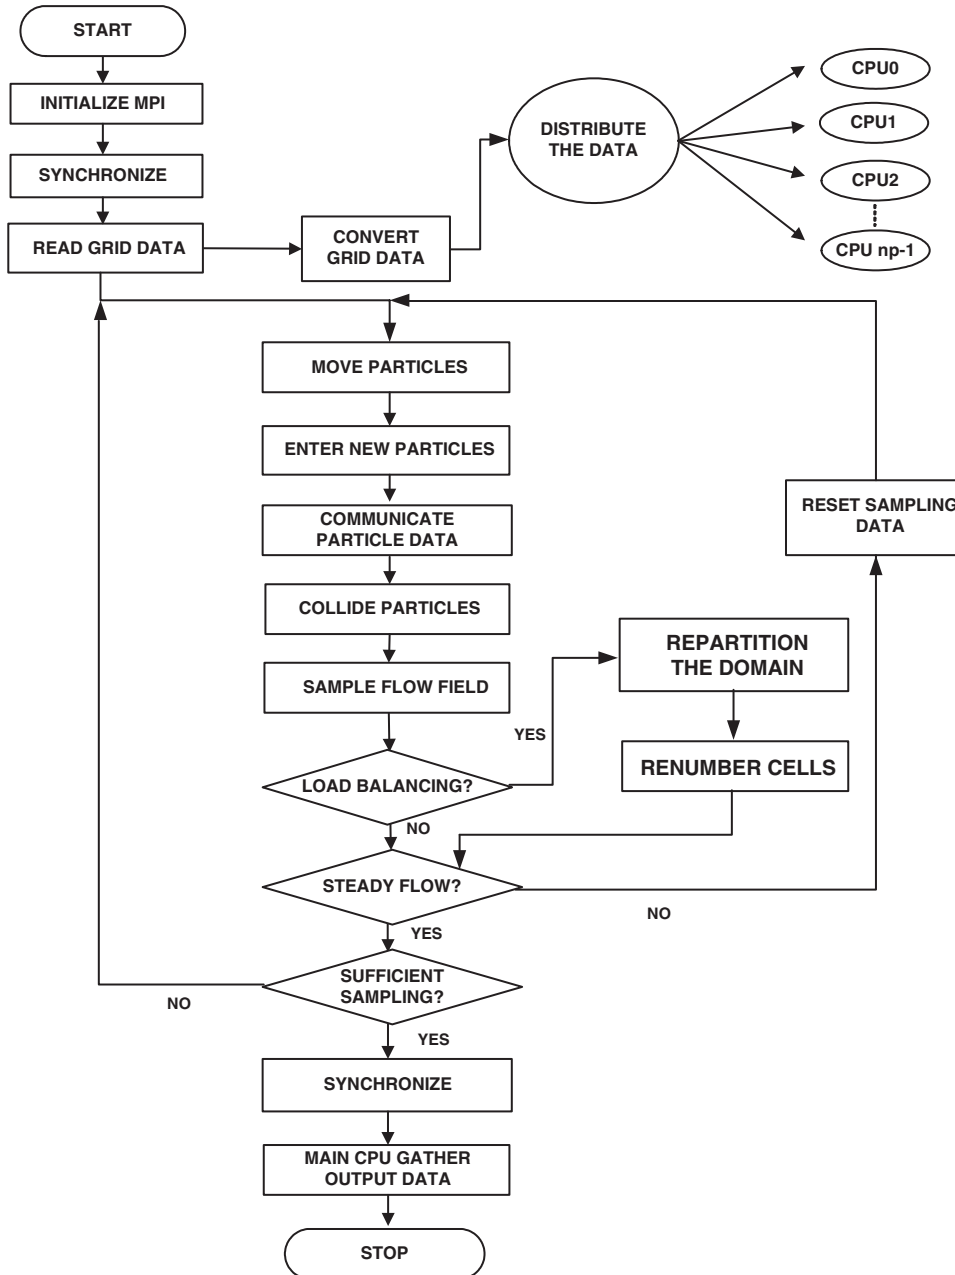 START
INITIALIZE MPI
SYNCHRONIZE
READ GRID DATA
CONVERT
GRID DATA
DISTRIBUTE
THE DATA
CPU0
CPU1
CPU2
CPU np-1
MOVE PARTICLES
ENTER NEW PARTICLES
COMMUNICATE
PARTICLE DATA
COLLIDE PARTICLES
SAMPLE FLOW FIELD
LOAD BALANCING?
YES
REPARTITION
THE DOMAIN
RENUMBER CELLS
NO
STEADY FLOW?
NO
RESET SAMPLING
DATA
YES
SUFFICIENT
SAMPLING?
NO
YES
SYNCHRONIZE
MAIN CPU GATHER
OUTPUT DATA
STOP